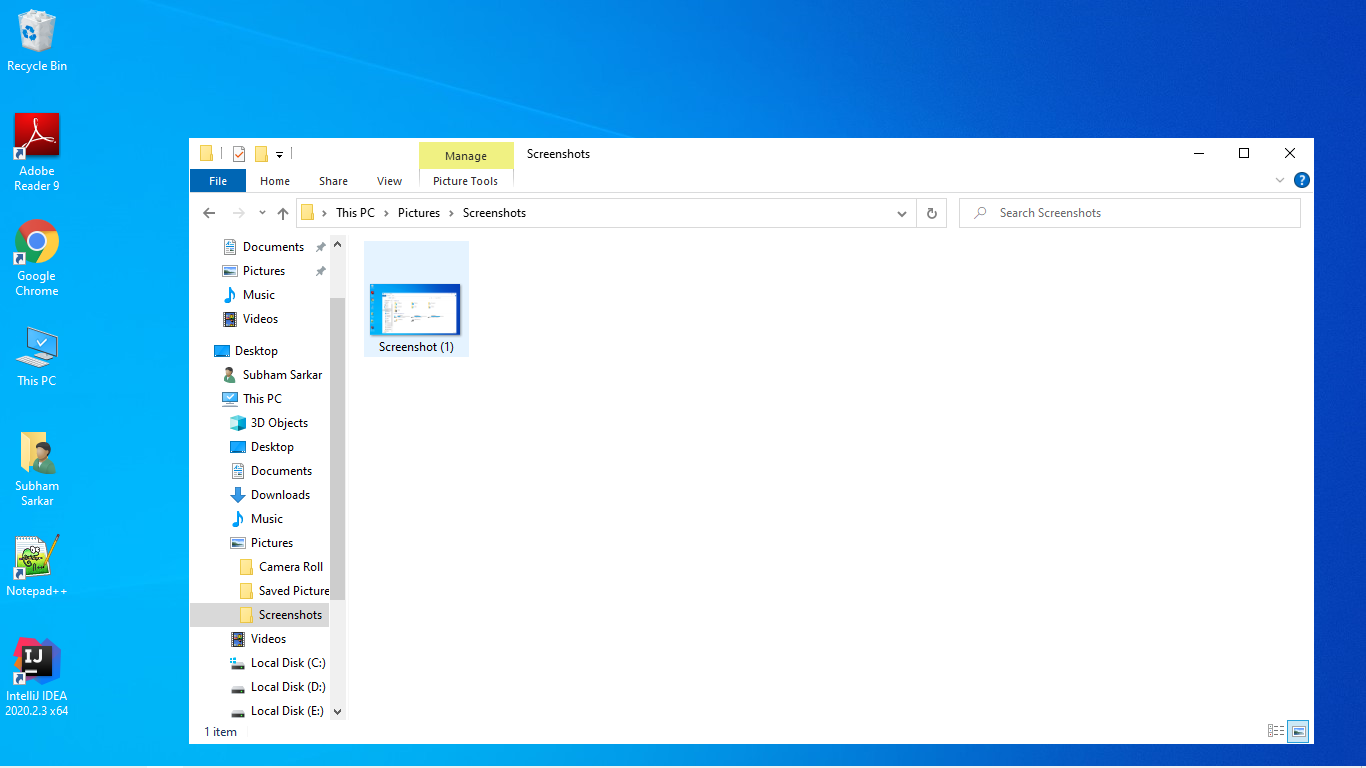 Recycle Bin
Adobe
Reader 9
Google
Chrome
This PC
Subham
Sarkar
Notepad++
IntelliJ IDEA
2020.2.3 x64
Manage
Screenshots
File
Home
Share
View
Picture Tools
This PC
Pictures
Screenshots
Search Screenshots
Documents
Pictures
Music
Videos
Desktop
Subham Sarkar
This PC
3D Objects
Desktop
Documents
Downloads
Music
Pictures
Camera Roll
Saved Picture
Screenshots
Videos
Local Disk (C:)
Local Disk (D:)
Local Disk (E:)
Screenshot (1)
1 item